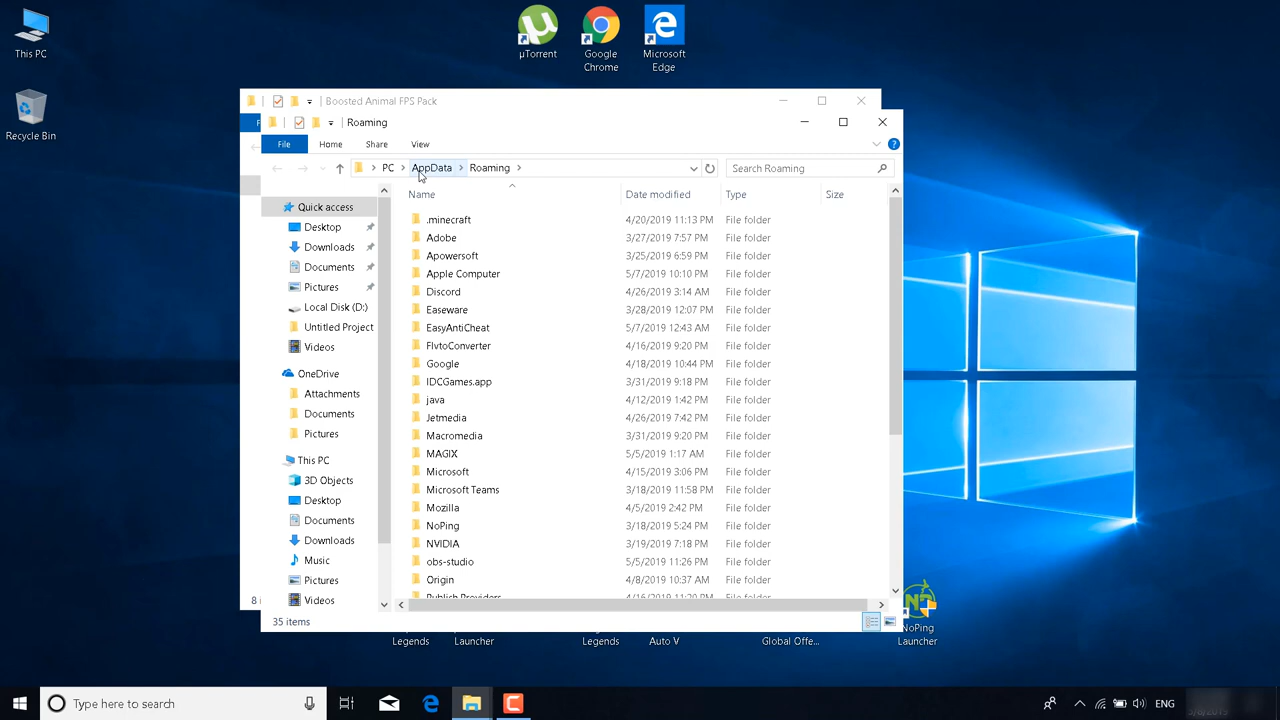 This PC
Recycle Bin
µTorrent
Google Chrome
Microsoft Edge
Boosted Animal FPS Pack
Roaming
File
Home
Share
View
PC
AppData
Roaming
Search Roaming
Name
Date modified
Type
Size
Quick access
Desktop
Downloads
Documents
Pictures
Local Disk (D:)
Untitled Project
Videos
OneDrive
Attachments
Documents
Pictures
This PC
3D Objects
Desktop
Documents
Downloads
Music
Pictures
Videos
.minecraft 4/20/2019 11:13 PM File folder
Adobe 3/27/2019 7:57 PM File folder
Apowersoft 3/25/2019 6:59 PM File folder
Apple Computer 5/7/2019 10:10 PM File folder
Discord 4/26/2019 3:14 AM File folder
Easeware 3/28/2019 12:07 PM File folder
EasyAntiCheat 5/7/2019 12:43 AM File folder
FlvtoConverter 4/16/2019 9:20 PM File folder
Google 4/18/2019 10:44 PM File folder
IDCGames.app 3/31/2019 9:18 PM File folder
java 4/12/2019 1:42 PM File folder
Jetmedia 4/26/2019 7:42 PM File folder
Macromedia 3/31/2019 9:20 PM File folder
MAGIX 5/5/2019 1:17 AM File folder
Microsoft 4/15/2019 3:06 PM File folder
Microsoft Teams 3/18/2019 11:58 PM File folder
Mozilla 4/5/2019 2:42 PM File folder
NoPing 3/18/2019 5:24 PM File folder
NVIDIA 3/19/2019 7:18 PM File folder
obs-studio 5/5/2019 11:26 PM File folder
Origin 4/8/2019 10:37 AM File folder
Publish Providers 4/16/2019 11:20 PM File folder
8
35 items
Legends
Launcher
Legends
Auto V
Global Offe...
NoPing
Launcher
Type here to search
ENG